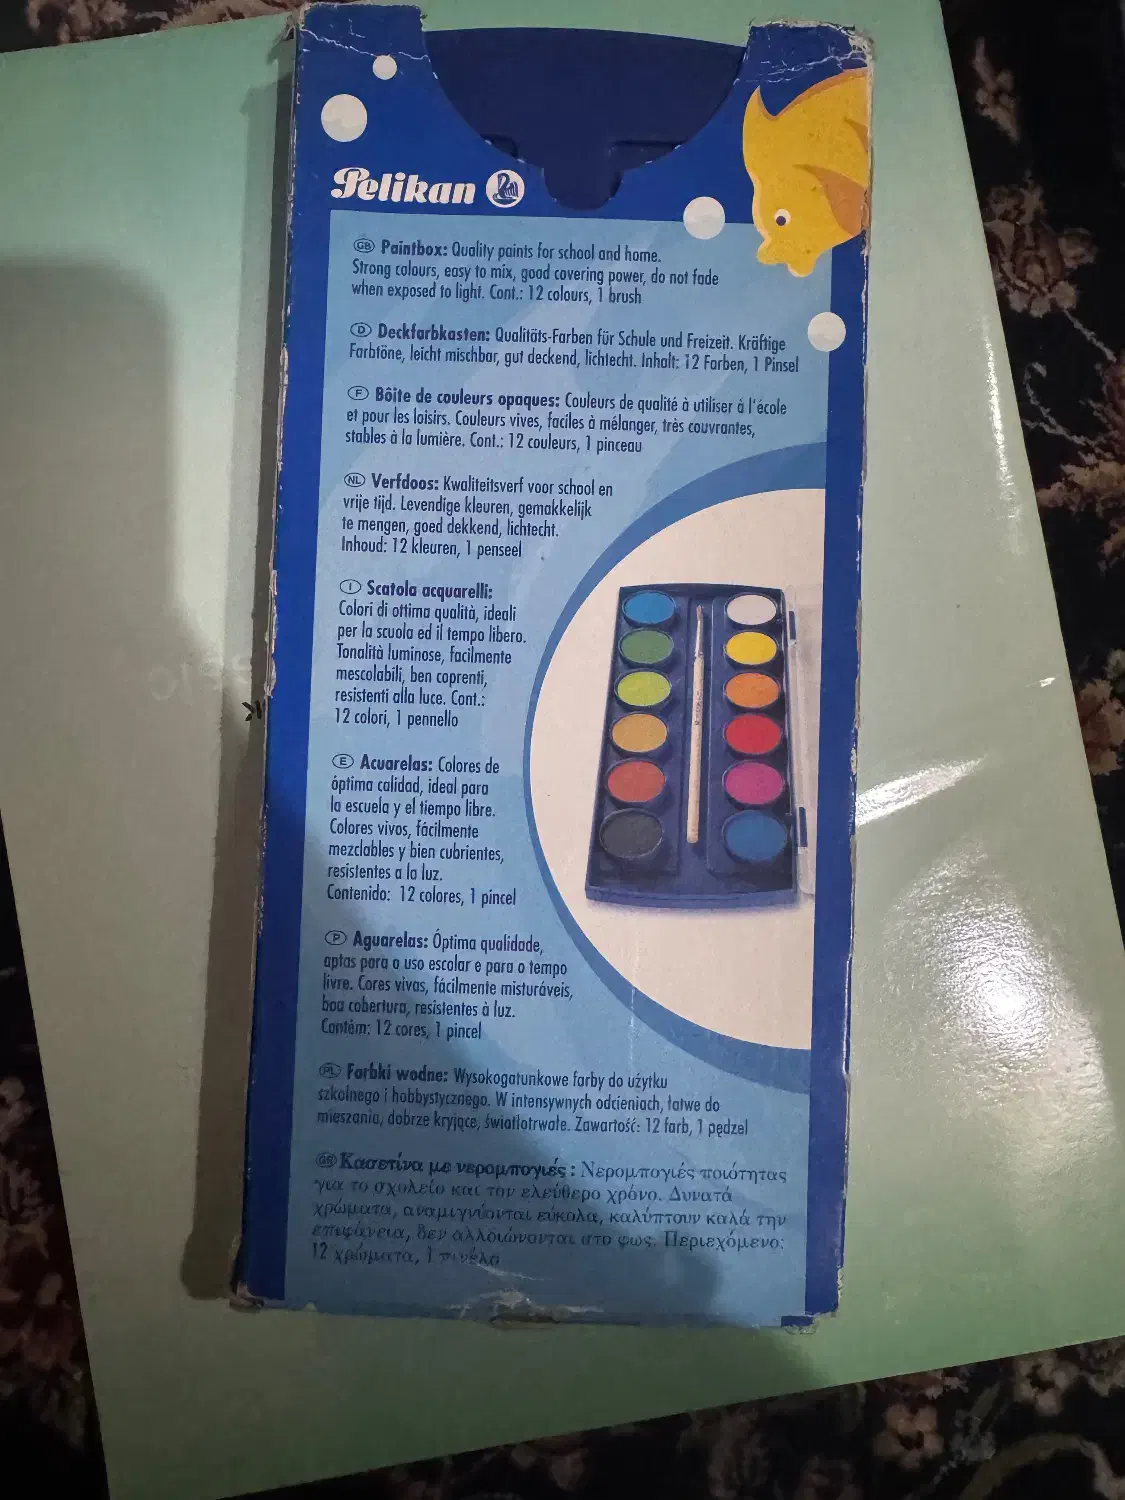 Pelikan
GB Paintbox: Quality paints for school and home.
Strong colours, easy to mix, good covering power, do not fade
when exposed to light. Cont.: 12 colours, 1 brush
D Deckfarbkasten: Qualitäts-Farben für Schule und Freizeit. Kräftige
Farbtöne, leicht mischbar, gut deckend, lichtecht. Inhalt: 12 Farben, 1 Pinsel
F Bôite de couleurs opaques: Couleurs de qualité à utiliser à l'école
et pour les loisirs. Couleurs vives, faciles à mélanger, très couvrantes,
stables à la lumière. Cont.: 12 couleurs, 1 pinceau
NL Verfdoos: Kwaliteitsverf voor school en
vrije tijd. Levendige kleuren, gemakkelijk
te mengen, goed dekkend, lichtecht.
Inhoud: 12 kleuren, 1 penseel
I Scatola acquarelli:
Colori di ottima qualità, ideali
per la scuola ed il tempo libero.
Tonalità luminose, facilmente
mescolabili, ben coprenti,
resistenti alla luce. Cont.:
12 colori, 1 pennello
E Acuarelas: Colores de
óptima calidad, ideal para
la escuela y el tiempo libre.
Colores vivos, fácilmente
mezclables y bien cubrientes,
resistentes a la luz.
Contenido: 12 colores, 1 pincel
P Aguarelas: Óptima qualidade,
aptas para o uso escolar e para o tempo
livre. Cores vivas, fácilmente misturáveis,
boa cobertura, resistentes à luz.
Contêm: 12 cores, 1 pincel
PL Farbki wodne: Wysokogatunkowe farby do użytku
szkolnego i hobbystycznego. W intensywnych odcieniach, łatwe do
mieszania, dobrze kryjące, światłotrwałe. Zawartość: 12 farb, 1 pędzel
GR Κασετίνα με νερομπογιές : Νερομπογιές ποιότητας
για το σχολείο και τον ελεύθερο χρόνο. Δυνατά
χρώματα, αναμιγνύονται εύκολα, καλύπτουν καλά την
επιφάνεια, δεν αλλοιώνονται στο φως. Περιεχόμενο:
12 χρώματα, 1 πινέλο